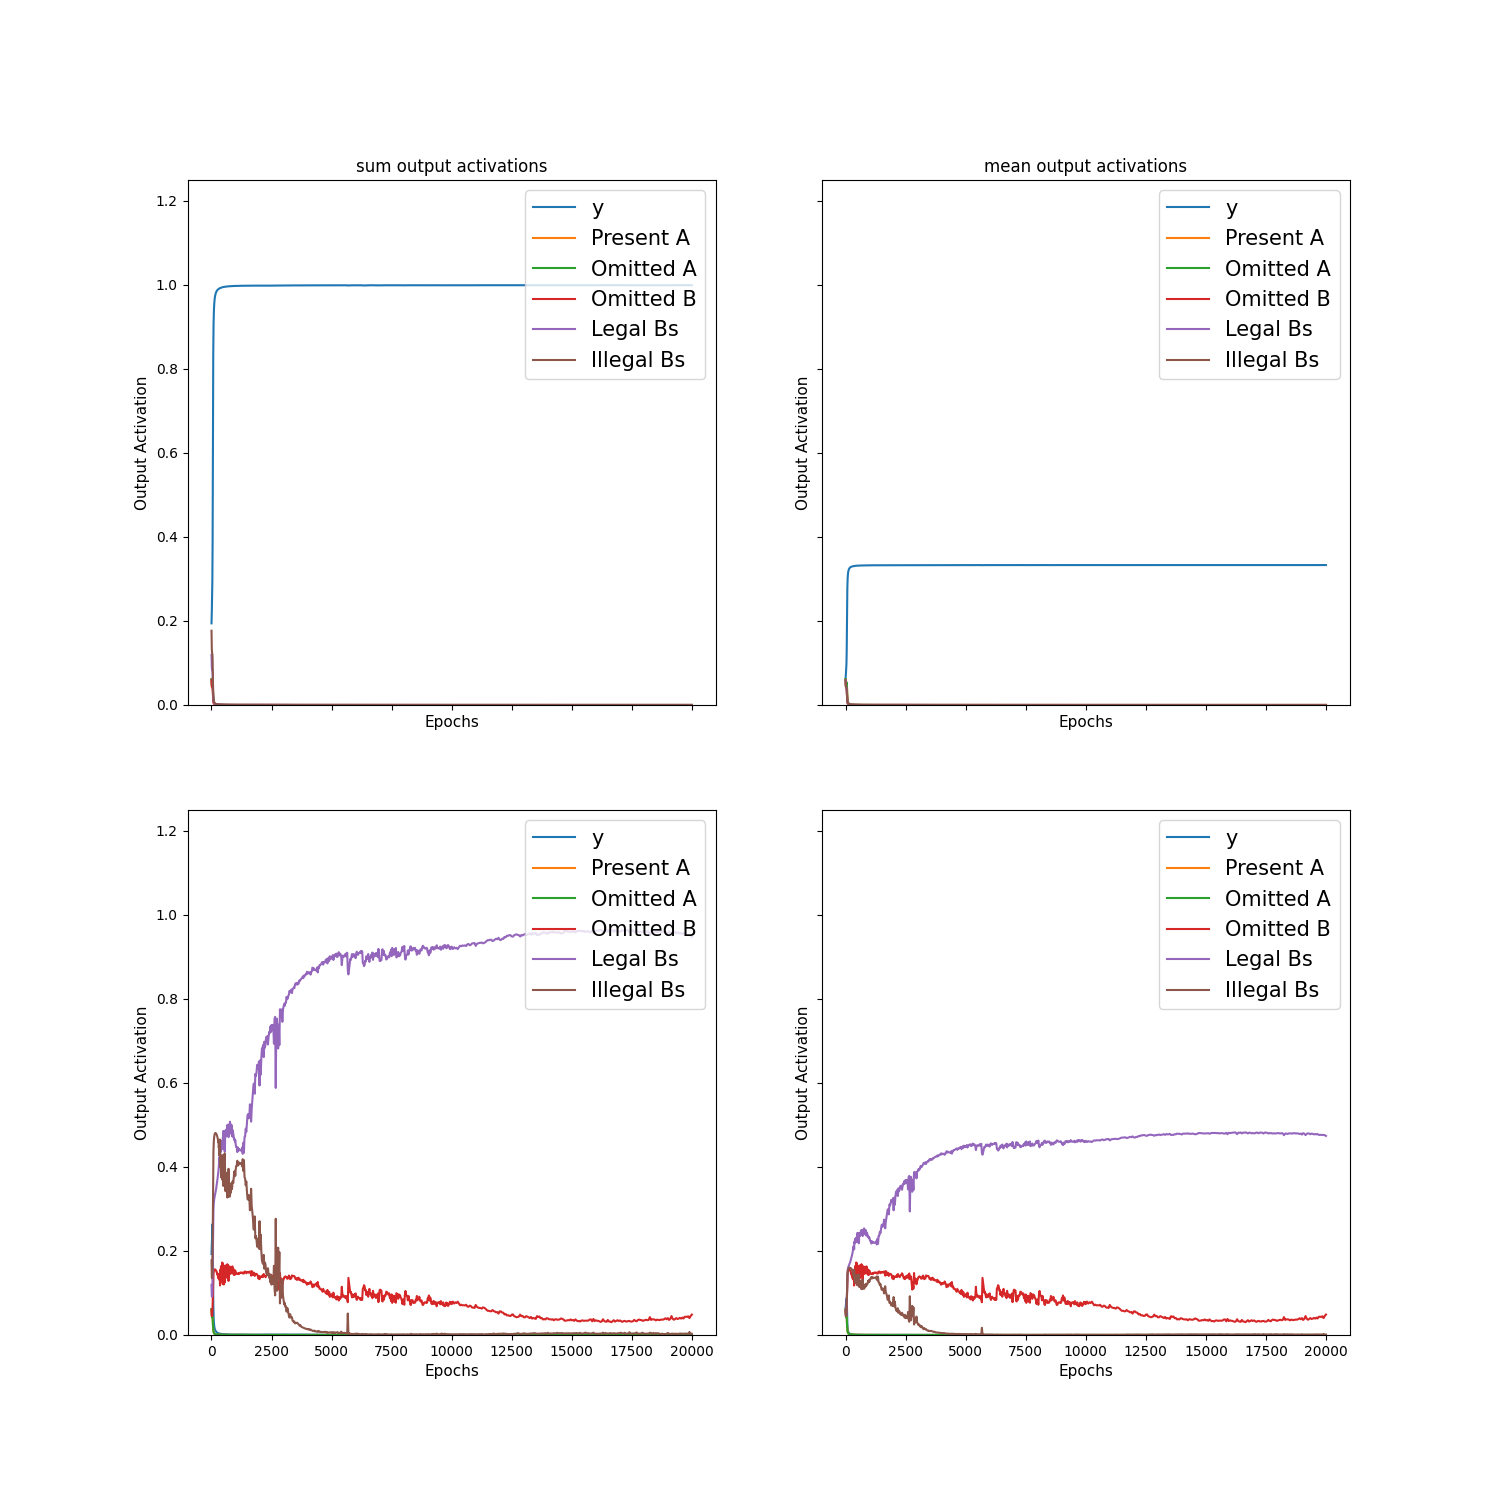 sum output activations
1.2
1.0
0.8
0.6
0.4
0.2
0.0
Output Activation
Epochs
y
Present A
Omitted A
Omitted B
Legal Bs
Illegal Bs
mean output activations
Output Activation
Epochs
y
Present A
Omitted A
Omitted B
Legal Bs
Illegal Bs
1.2
1.0
0.8
0.6
0.4
0.2
0.0
Output Activation
0 2500 5000 7500 10000 12500 15000 17500 20000
Epochs
y
Present A
Omitted A
Omitted B
Legal Bs
Illegal Bs
Output Activation
0 2500 5000 7500 10000 12500 15000 17500 20000
Epochs
y
Present A
Omitted A
Omitted B
Legal Bs
Illegal Bs